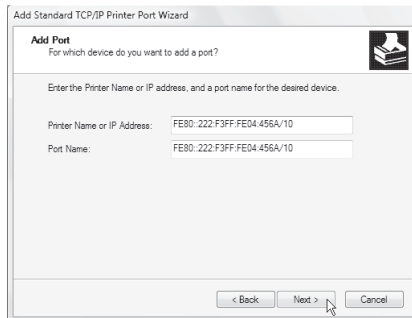 Add Standard TCP/IP Printer Port Wizard
Add Port
For which device do you want to add a port?
Enter the Printer Name or IP address, and a port name for the desired device.
Printer Name or IP Address: FE80::222:F3FF:FE04:456A/10
Port Name: FE80::222:F3FF:FE04:456A/10
< Back Next > Cancel